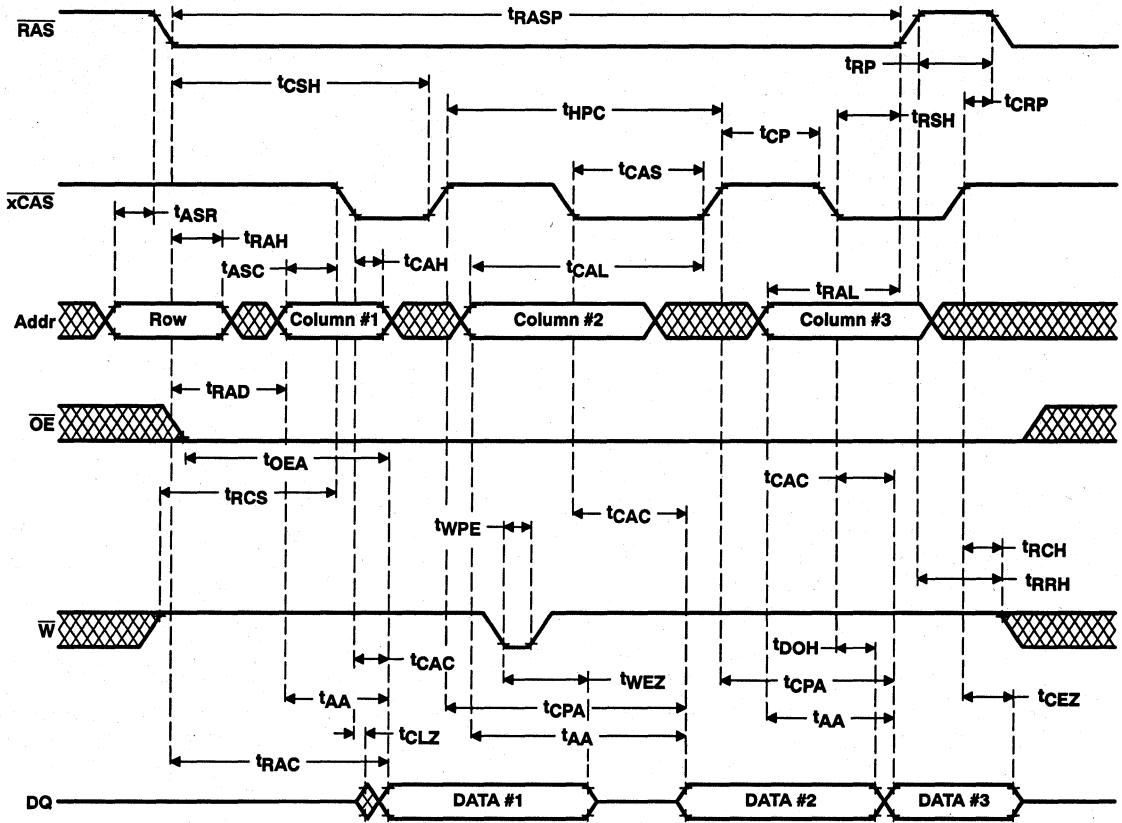 tRASP
RAS
tRP
tCSH
tCRP
tHPC
tRSH
tCP
tCAS
xCAS
tASR
tRAH
tCAH
tASC
tCAL
tRAL
Addr
Row
Column #1
Column #2
Column #3
tRAD
OE
tOEA
tCAC
tRCS
tCAC
tWPE
tRCH
tRRH
W
tDOH
tCAC
tWEZ
tCPA
tAA
tCEZ
tCPA
tAA
tCLZ
tAA
tRAC
DQ
DATA #1
DATA #2
DATA #3